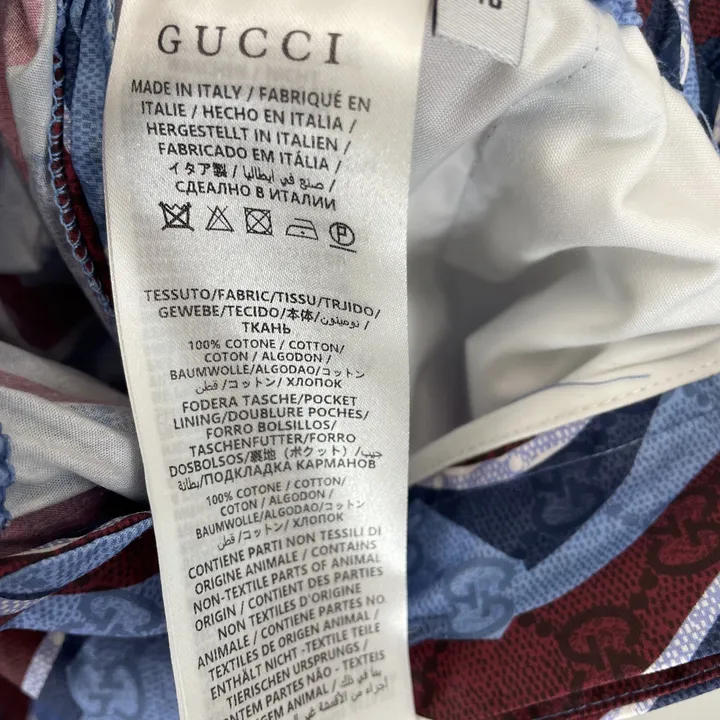 GUCCI
MADE IN ITALY / FABRIQUÉ EN
ITALIE / HECHO EN ITALIA /
HERGESTELLT IN ITALIEN /
FABRICADO EM ITÁLIA /
イタリア製 / صنع في ايطاليا /
СДЕЛАНО В ИТАЛИИ
P
TESSUTO/FABRIC/TISSU/TEJIDO/
GEWEBE/TECIDO/本体/
ТКАНЬ
100% COTONE / COTTON/
COTON / ALGODON /
BAUMWOLLE/ALGODAO/コットン
/ قطن/コットン/ ХЛОПОК
FODERA TASCHE/POCKET
LINING/DOUBLURE POCHES/
FORRO BOLSILLOS/
TASCHENFUTTER/FORRO
DOSBOLSOS/裏地 (ポケット)/جيب
بطانة/ПОДКЛАДКА КАРМАНОВ
100% COTONE / COTTON/
COTON / ALGODON /
BAUMWOLLE/ALGODAO/コットン
/ قطن/コットン/ ХЛОПОК
CONTIENE PARTI NON TESSILI DI
ORIGINE ANIMALE / CONTAINS
NON-TEXTILE PARTS OF ANIMAL
ORIGIN / CONTIENT DES PARTIES
NON TEXTILES D'ORIGINE
ANIMALE / CONTIENE PARTES NO
TEXTILES DE ORIGEN ANIMAL /
ENTHÄLT NICHT -TEXTILE TEILE
TIERISCHEN URSPRUNGS /
CONTEM PARTES NÃO - TEXTEIS
ORIGEM ANIMAL /